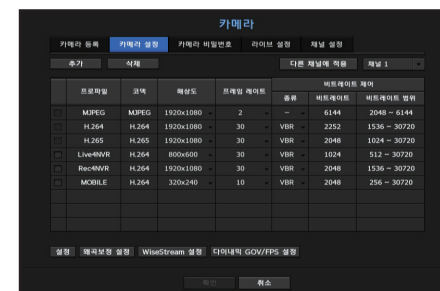 카메라
카메라 등록 카메라 설정 카메라 비밀번호 라이브 설정 채널 설정
추가 삭제 다른 채널에 적용 채널 1
프로파일 코덱 해상도 프레임 레이트 비트레이트 제어
종류 비트레이트 비트레이트 범위
MJPEG MJPEG 1920x1080 2 - 6144 2048 ~ 6144
H.264 H.264 1920x1080 30 VBR 2252 1536 ~ 30720
H.265 H.265 1920x1080 30 VBR 2048 1024 ~ 30720
Live4NVR H.264 800x600 30 VBR 1024 512 ~ 30720
Rec4NVR H.264 1920x1080 30 VBR 2048 1536 ~ 30720
MOBILE H.264 320x240 10 VBR 2048 256 ~ 30720
설정 왜곡보정 설정 WiseStream 설정 다이내믹 GOV/FPS 설정
확인 취소